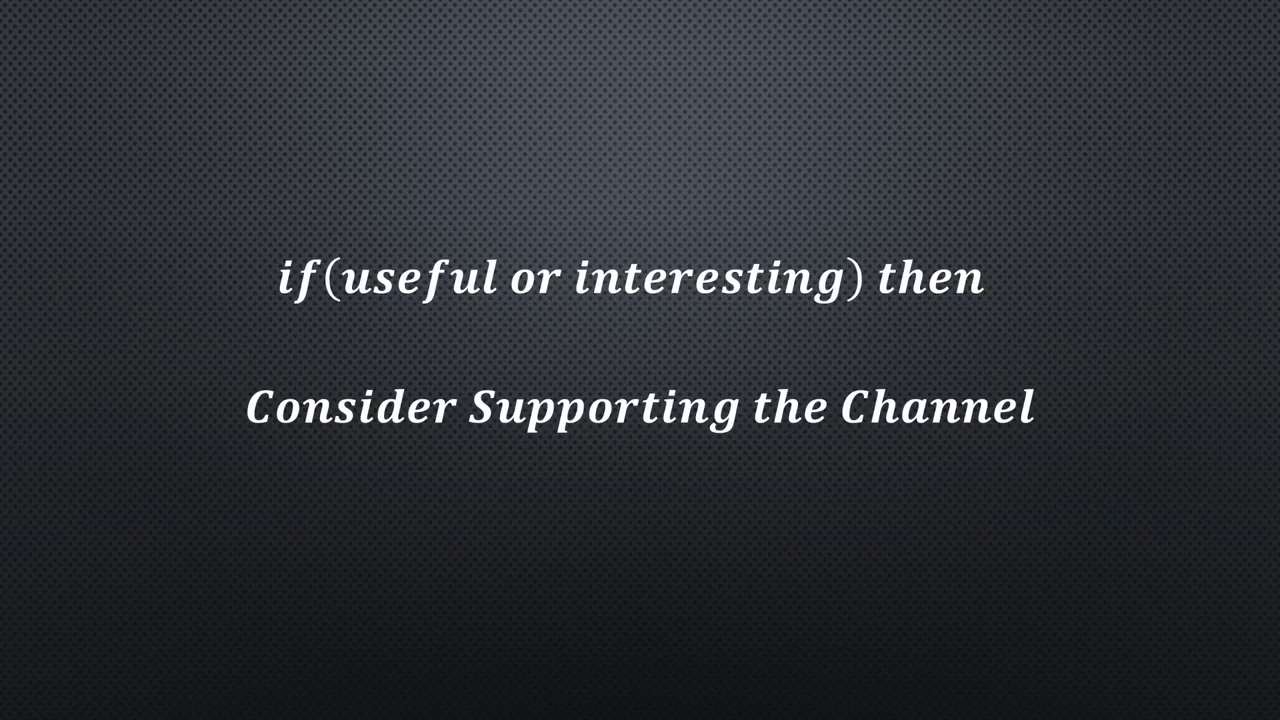 if(useful or interesting) then
Consider Supporting the Channel